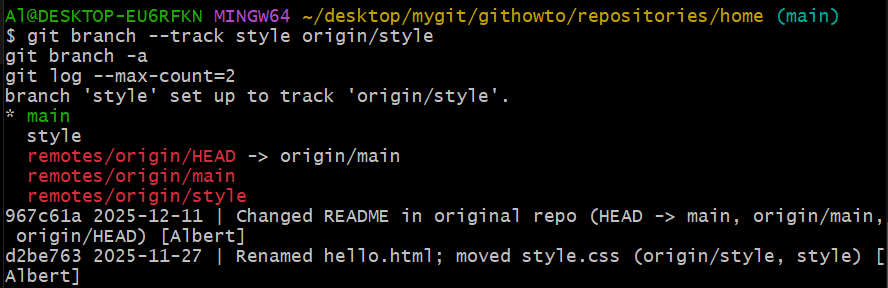 Al@DESKTOP-EU6RFKN MINGW64 ~/desktop/mygit/githowto/repositories/home (main)
$ git branch --track style origin/style
git branch -a
git log --max-count=2
branch 'style' set up to track 'origin/style'.
* main
  style
  remotes/origin/HEAD -> origin/main
  remotes/origin/main
  remotes/origin/style
967c61a 2025-12-11 | Changed README in original repo (HEAD -> main, origin/main,
 origin/HEAD) [Albert]
d2be763 2025-11-27 | Renamed hello.html; moved style.css (origin/style, style) [
Albert]